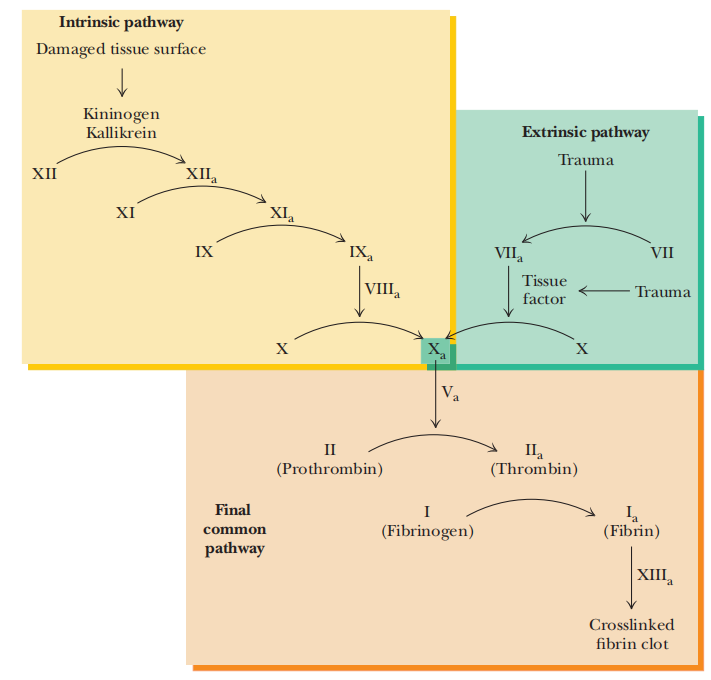 Intrinsic pathway
Damaged tissue surface
Kininogen
Kallikrein
XII
XIIa
XI
XIa
IX
IXa
VIIIa
X
Xa
Extrinsic pathway
Trauma
VIIa
VII
Tissue
factor
Trauma
X
Va
II
(Prothrombin)
IIa
(Thrombin)
Final
common
pathway
I
(Fibrinogen)
Ia
(Fibrin)
XIIIa
Crosslinked
fibrin clot